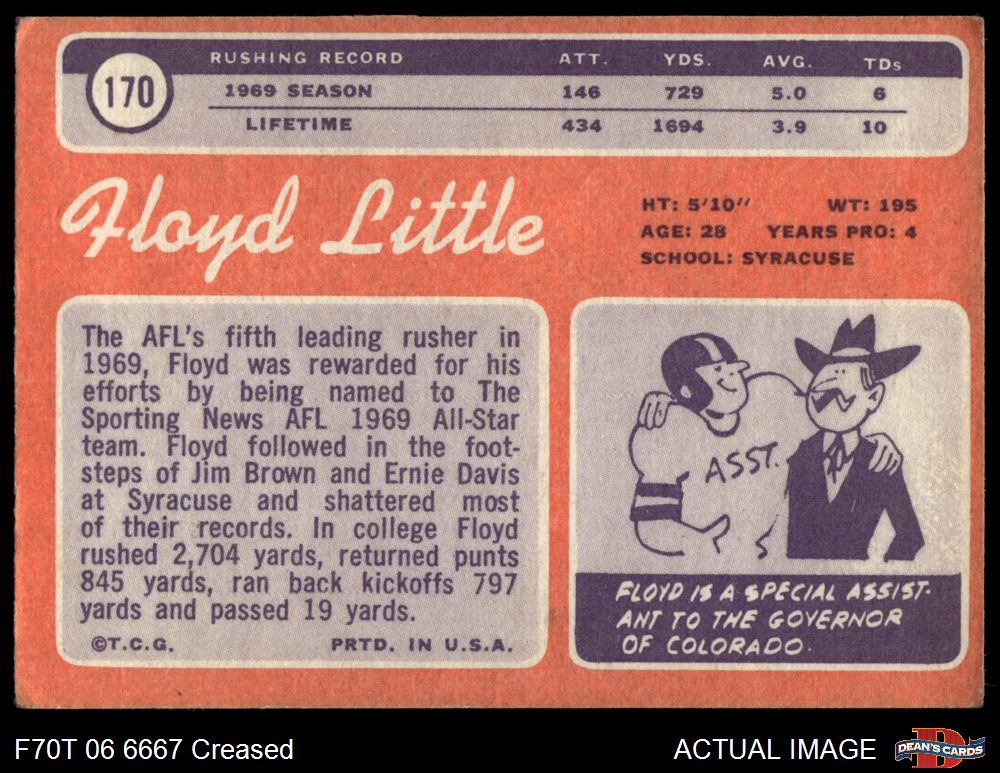 170
RUSHING RECORD ATT. YDS. AVG. TDs
1969 SEASON 146 729 5.0 6
LIFETIME 434 1694 3.9 10
Floyd Little
HT: 5'10" WT: 195
AGE: 28 YEARS PRO: 4
SCHOOL: SYRACUSE
The AFL's fifth leading rusher in
1969, Floyd was rewarded for his
efforts by being named to The
Sporting News AFL 1969 All-Star
team. Floyd followed in the foot-
steps of Jim Brown and Ernie Davis
at Syracuse and shattered most
of their records. In college Floyd
rushed 2,704 yards, returned punts
845 yards, ran back kickoffs 797
yards and passed 19 yards.
©T.C.G. PRTD. IN U.S.A.
ASST.
FLOYD IS A SPECIAL ASSIST-
ANT TO THE GOVERNOR
OF COLORADO.
F70T 06 6667 Creased
ACTUAL IMAGE
DEAN'S CARDS